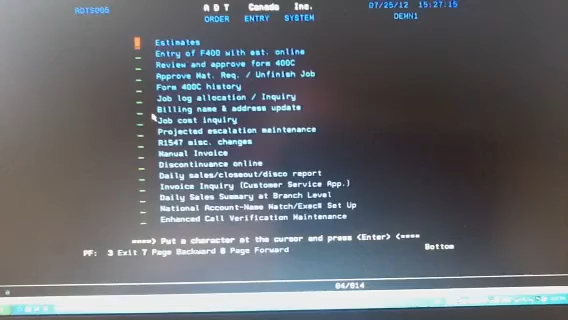 ROTS005 A D T Canada Inc. 07/25/12 15:27:15
ORDER ENTRY SYSTEM DEMN1
Estimates
Entry of F400 with est. online
Review and approve form 400C
Approve Mat. Req. / Unfinish Job
Form 400C history
Job log allocation / Inquiry
Billing name & address update
Job cost inquiry
Projected escalation maintenance
R1547 misc. changes
Manual Invoice
Discontinuance online
Daily sales/closeout/disco report
Invoice Inquiry (Customer Service App.)
Daily Sales Summary at Branch Level
National Account-Name Match/Exec# Set Up
Enhanced Call Verification Maintenance
====> Put a character at the cursor and press <Enter> <====
PF: 3 Exit 7 Page Backward 8 Page Forward Bottom
04/014